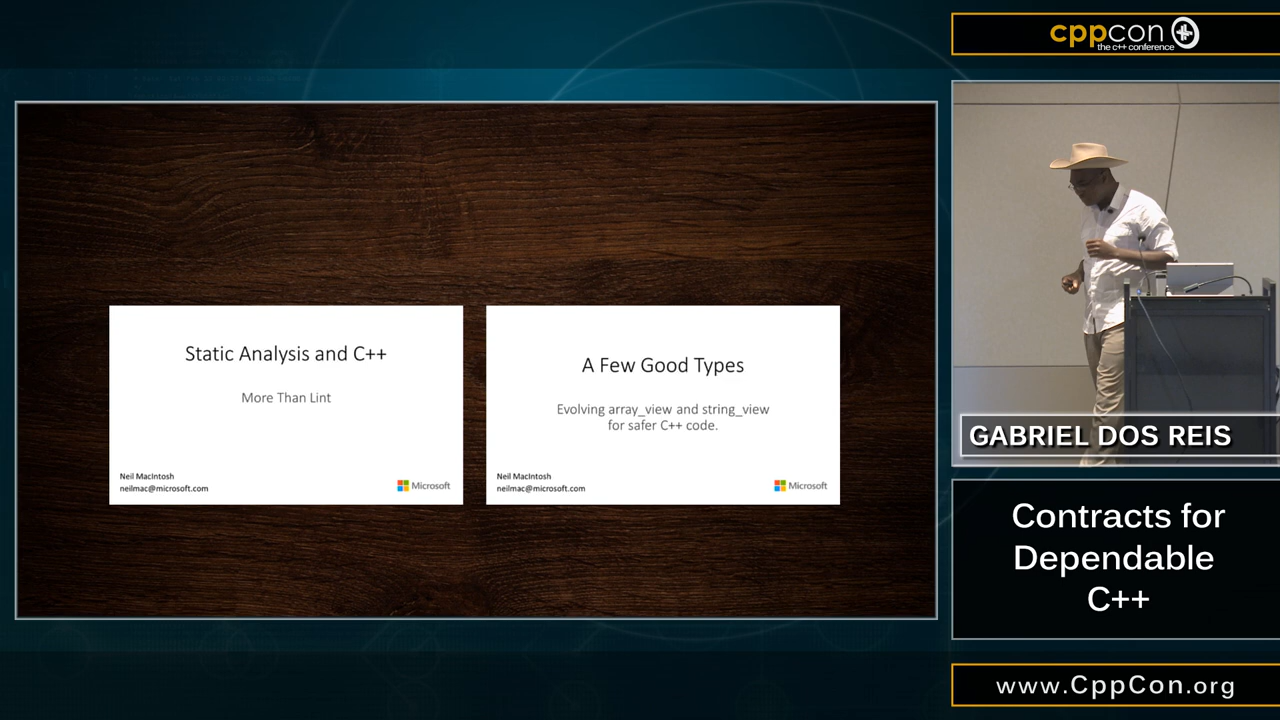 cppcon
the c++ conference
Static Analysis and C++
More Than Lint
Neil MacIntosh
neilmac@microsoft.com
Microsoft
A Few Good Types
Evolving array_view and string_view
for safer C++ code.
Neil MacIntosh
neilmac@microsoft.com
Microsoft
GABRIEL DOS REIS
Contracts for
Dependable
C++
www.CppCon.org